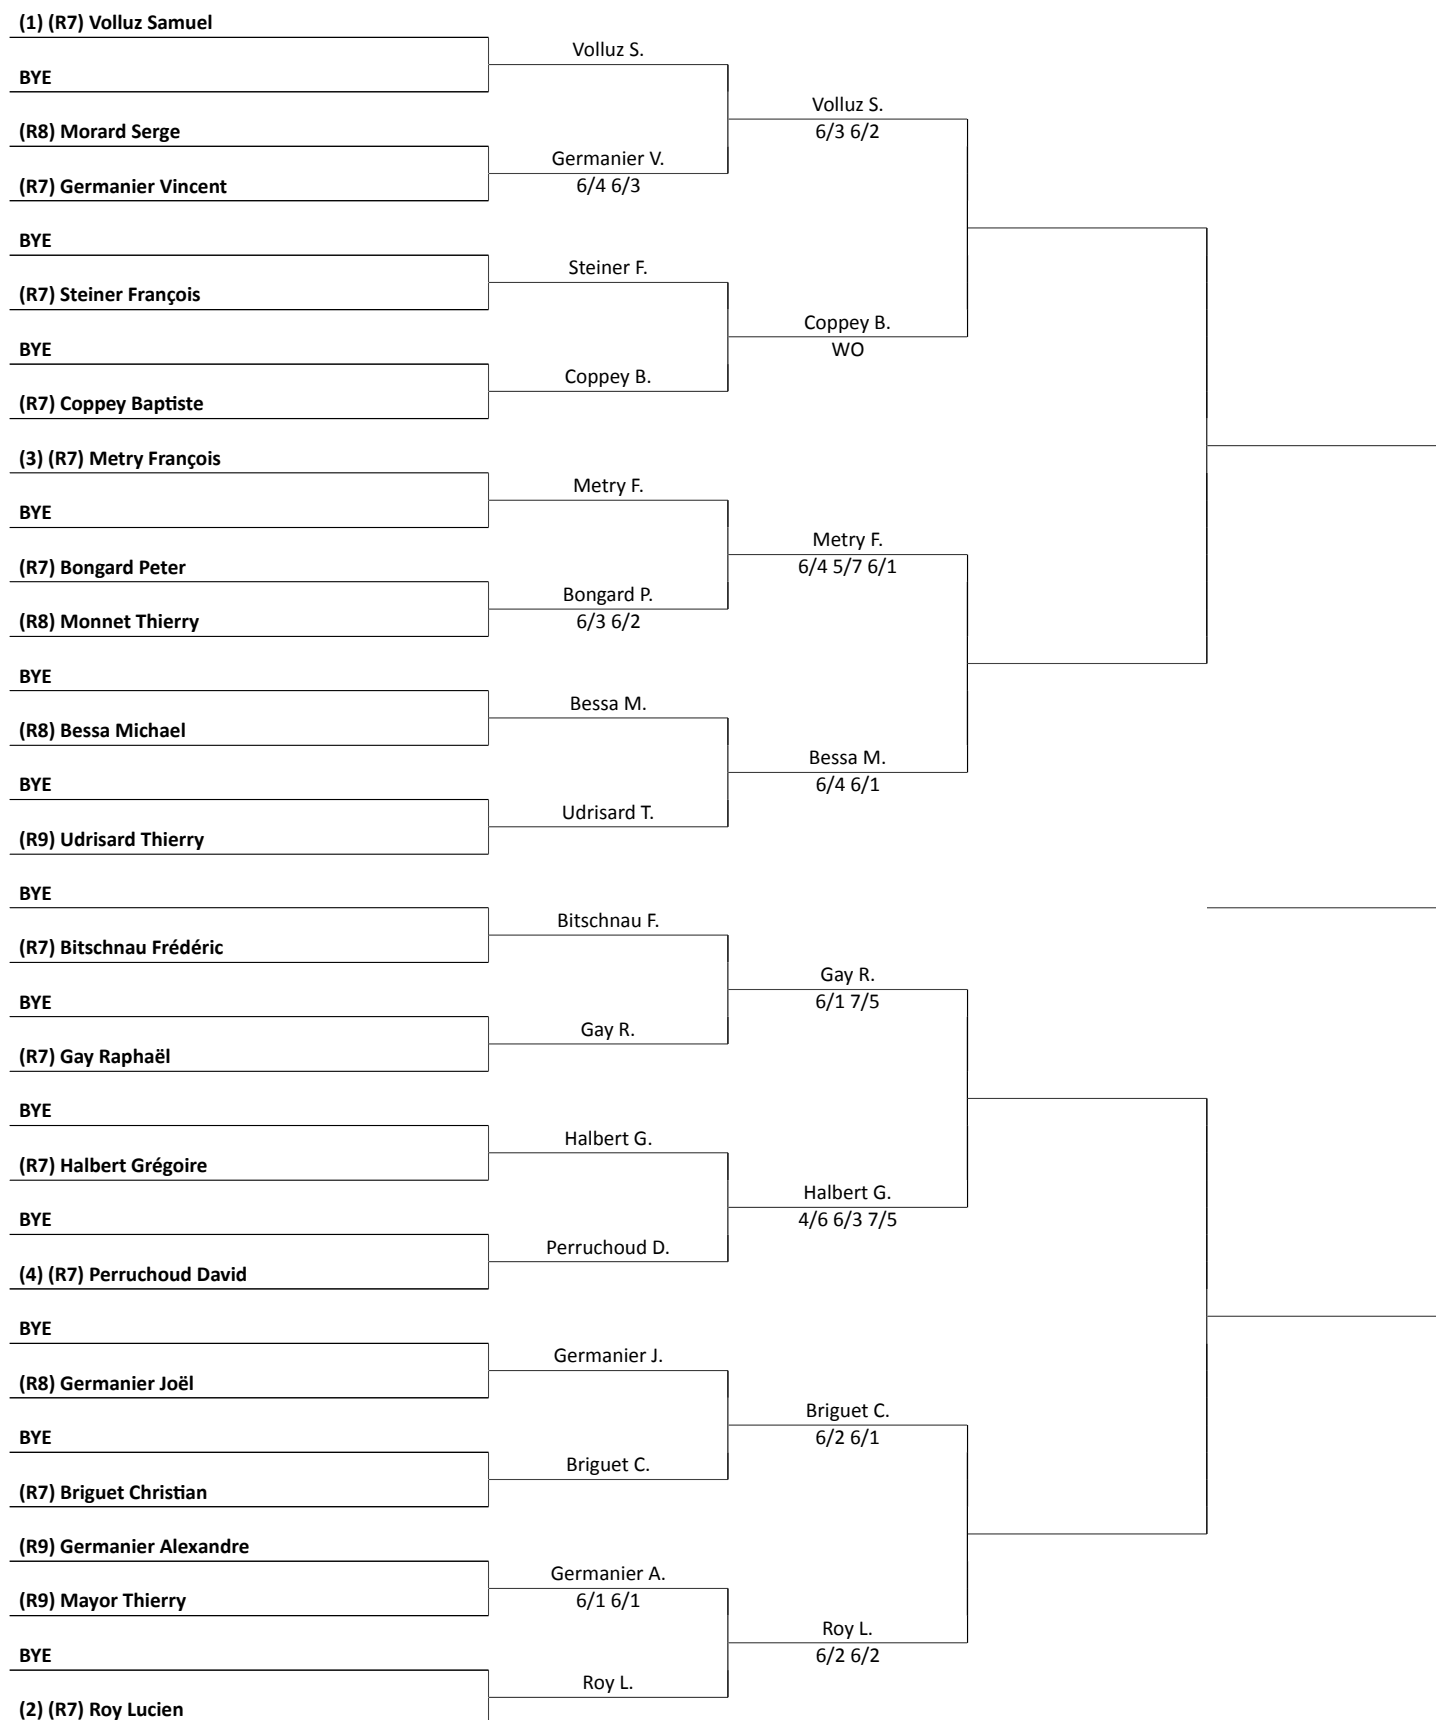 (1) (R7) Volluz Samuel
Volluz S.
BYE
Volluz S.
6/3 6/2
(R8) Morard Serge
Germanier V.
6/4 6/3
(R7) Germanier Vincent
BYE
Steiner F.
(R7) Steiner François
Coppey B.
WO
BYE
Coppey B.
(R7) Coppey Baptiste
(3) (R7) Metry François
Metry F.
BYE
Metry F.
6/4 5/7 6/1
(R7) Bongard Peter
Bongard P.
6/3 6/2
(R8) Monnet Thierry
BYE
Bessa M.
(R8) Bessa Michael
Bessa M.
6/4 6/1
BYE
Udrisard T.
(R9) Udrisard Thierry
BYE
Bitschnau F.
(R7) Bitschnau Frédéric
Gay R.
6/1 7/5
BYE
Gay R.
(R7) Gay Raphaël
BYE
Halbert G.
(R7) Halbert Grégoire
Halbert G.
4/6 6/3 7/5
BYE
Perruchoud D.
(4) (R7) Perruchoud David
BYE
Germanier J.
(R8) Germanier Joël
Briguet C.
6/2 6/1
BYE
Briguet C.
(R7) Briguet Christian
(R9) Germanier Alexandre
Germanier A.
6/1 6/1
(R9) Mayor Thierry
Roy L.
6/2 6/2
BYE
Roy L.
(2) (R7) Roy Lucien